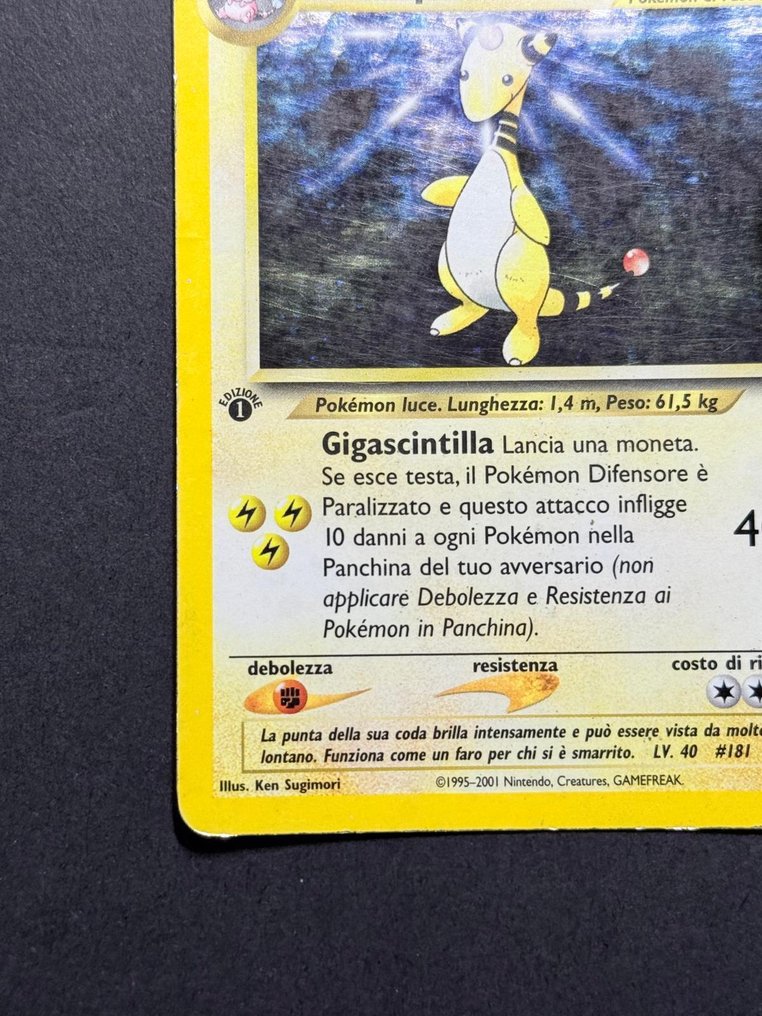 EDIZIONE
1
Pokémon luce. Lunghezza: 1,4 m, Peso: 61,5 kg
Gigascintilla Lancia una moneta.
Se esce testa, il Pokémon Difensore è
Paralizzato e questo attacco infligge
10 danni a ogni Pokémon nella
Panchina del tuo avversario (non
applicare Debolezza e Resistenza ai
Pokémon in Panchina).
debolezza resistenza costo di ri
La punta della sua coda brilla intensamente e può essere vista da molto
lontano. Funziona come un faro per chi si è smarrito. LV. 40 #181
Illus. Ken Sugimori ©1995–2001 Nintendo, Creatures, GAMEFREAK.